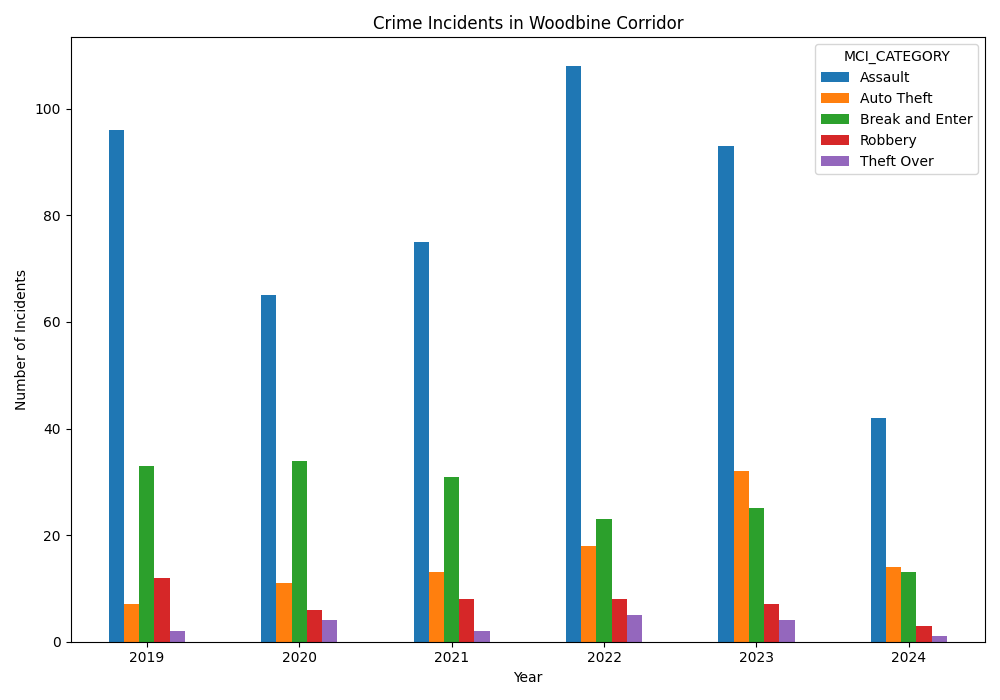 Crime Incidents in Woodbine Corridor
MCI_CATEGORY
Assault
Auto Theft
Break and Enter
Robbery
Theft Over
Number of Incidents
100
80
60
40
20
0
2019 2020 2021 2022 2023 2024
Year